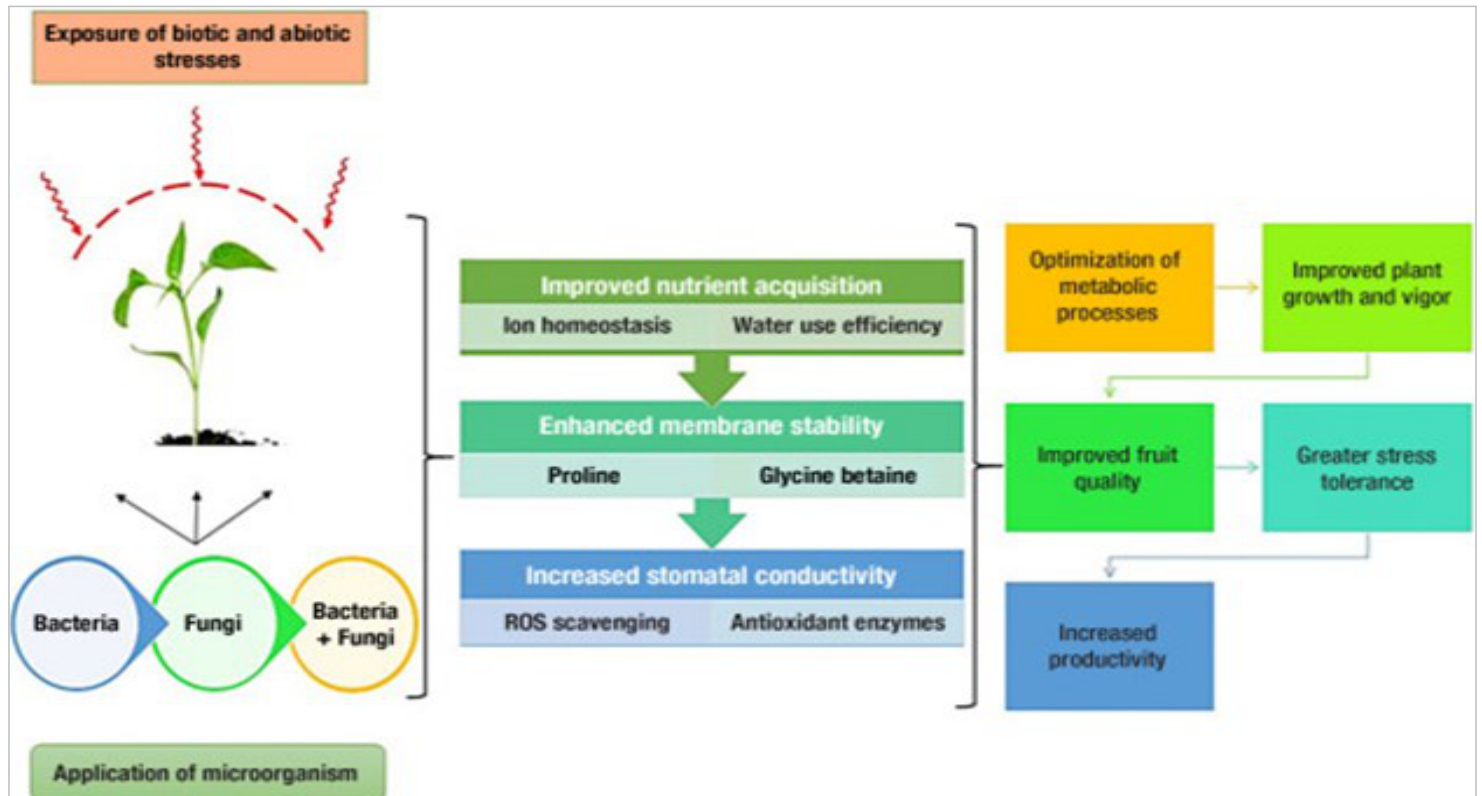 Exposure of biotic and abiotic
stresses
Bacteria
Fungi
Bacteria
+ Fungi
Application of microorganism
Improved nutrient acquisition
Ion homeostasis
Water use efficiency
Enhanced membrane stability
Proline
Glycine betaine
Increased stomatal conductivity
ROS scavenging
Antioxidant enzymes
Optimization of
metabolic
processes
Improved plant
growth and vigor
Improved fruit
quality
Greater stress
tolerance
Increased
productivity